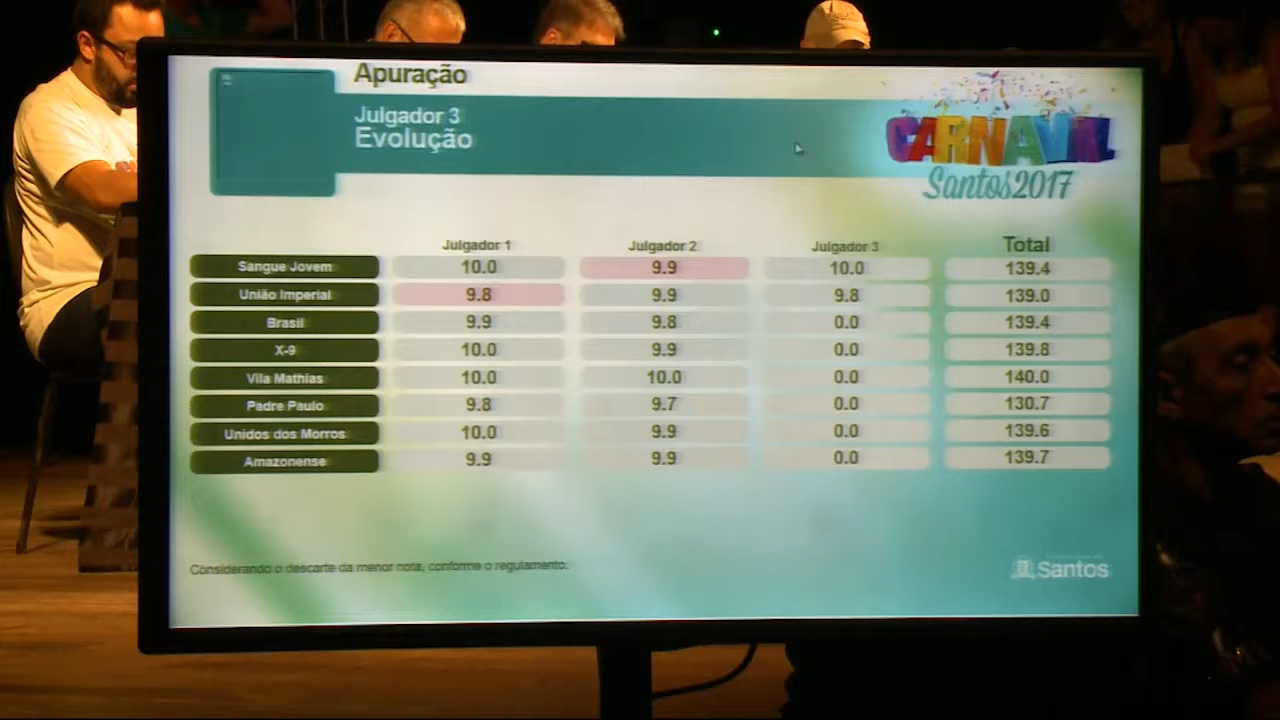 Apuração
Julgador 3
Evolução
CARNAVAL
Santos2017
Julgador 1 Julgador 2 Julgador 3 Total
Sangue Jovem 10.0 9.9 10.0 139.4
União Imperial 9.8 9.9 9.8 139.0
Brasil 9.9 9.8 0.0 139.4
X-9 10.0 9.9 0.0 139.8
Vila Mathias 10.0 10.0 0.0 140.0
Padre Paulo 9.8 9.7 0.0 130.7
Unidos dos Morros 10.0 9.9 0.0 139.6
Amazonense 9.9 9.9 0.0 139.7
Considerando o descarte da menor nota, conforme o regulamento.
Santos